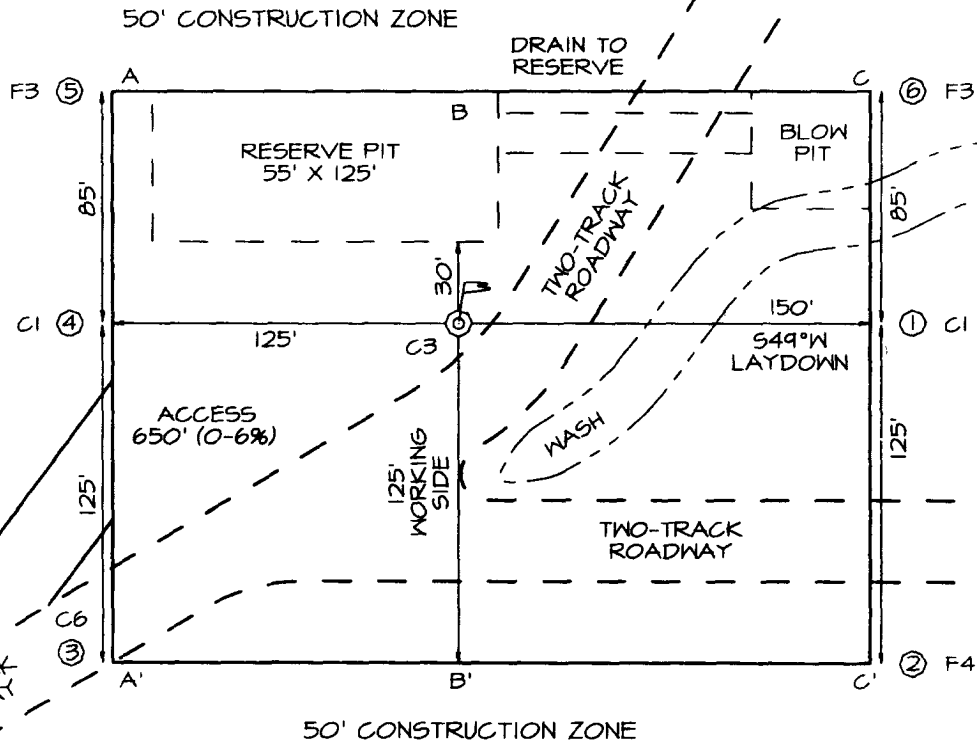 50' CONSTRUCTION ZONE
DRAIN TO
RESERVE
F3 5
A
C
6 F3
B
RESERVE PIT
55' X 125'
BLOW
PIT
85'
85'
TWO-TRACK
ROADWAY
30'
C1 4
125'
C3
150'
1 C1
S49°W
LAYDOWN
ACCESS
650' (0-6%)
WASH
125'
125'
WORKING
SIDE
125'
TWO-TRACK
ROADWAY
C6
3
A'
B'
C'
2 F4
50' CONSTRUCTION ZONE